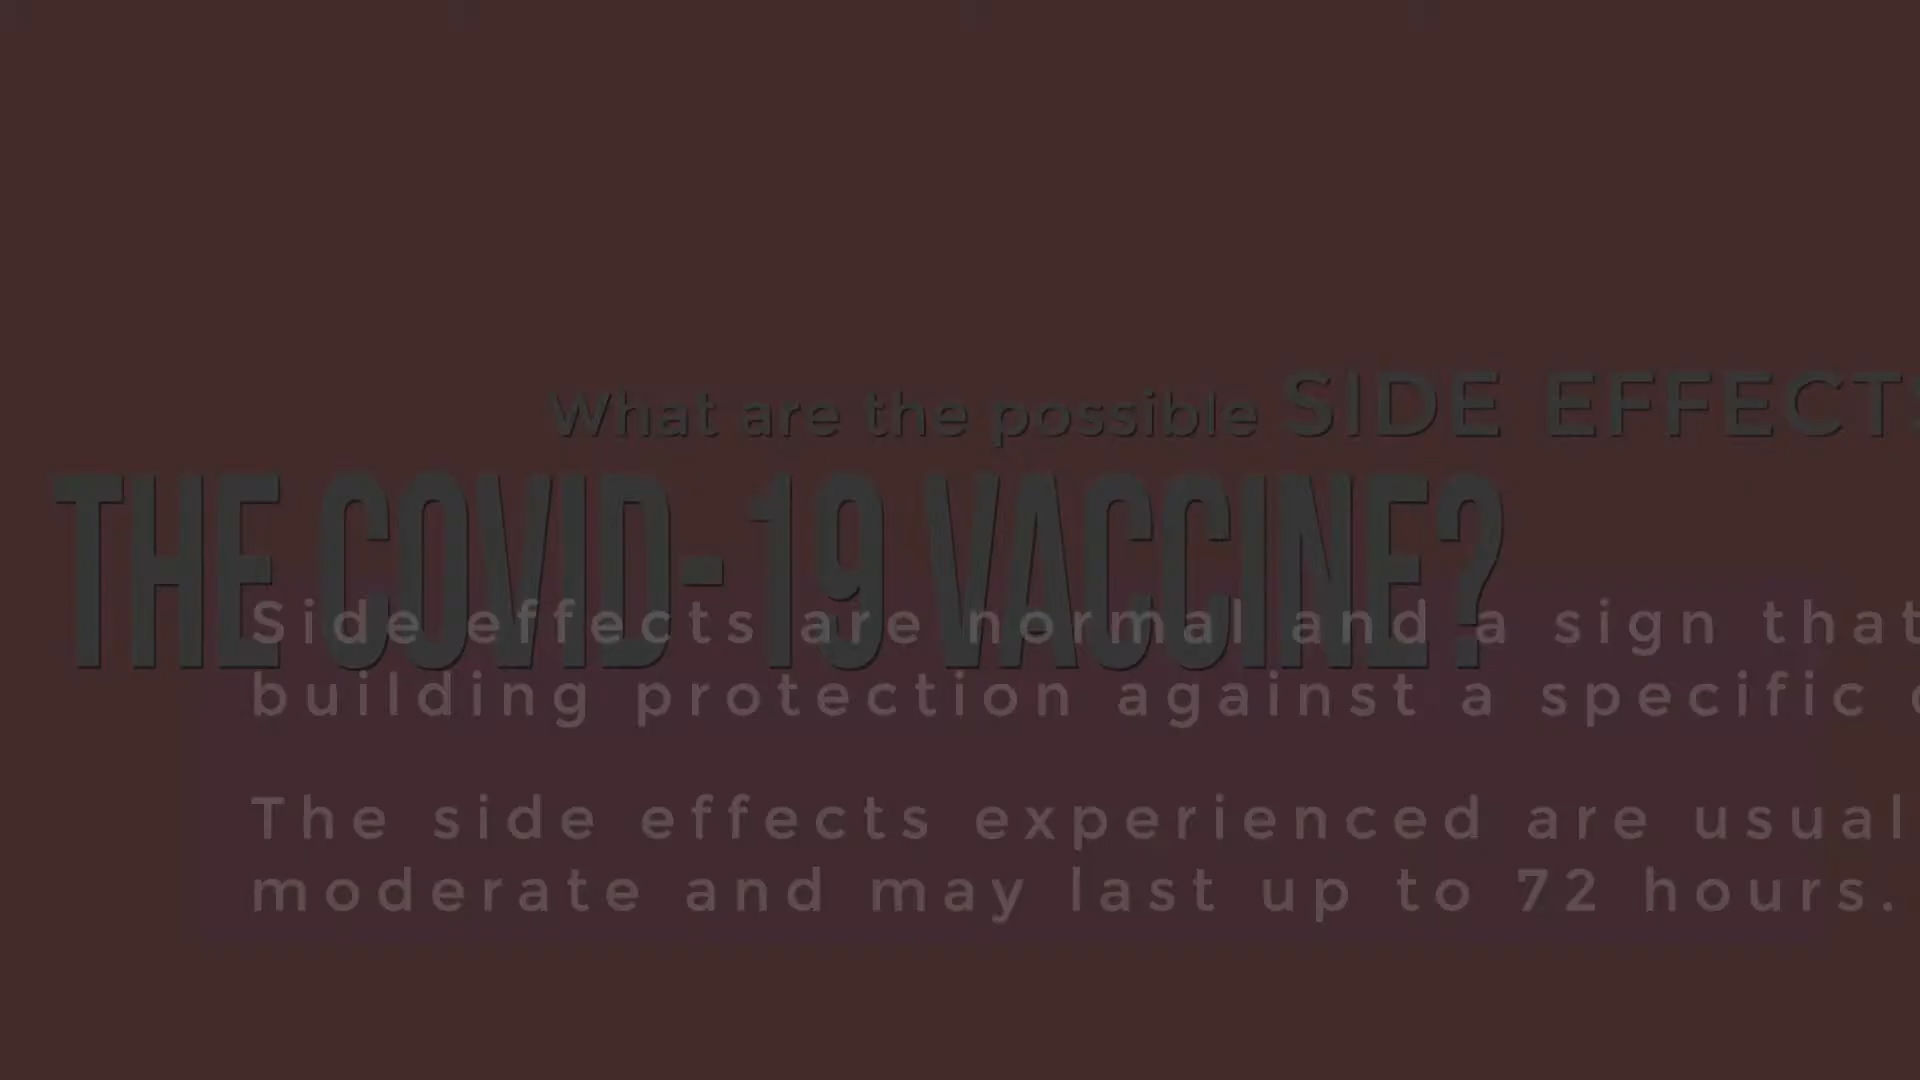 What are the possible SIDE EFFECTS
THE COVID-19 VACCINE?
Side effects are normal and a sign that
building protection against a specific
The side effects experienced are
moderate and may last up to 72 hours.